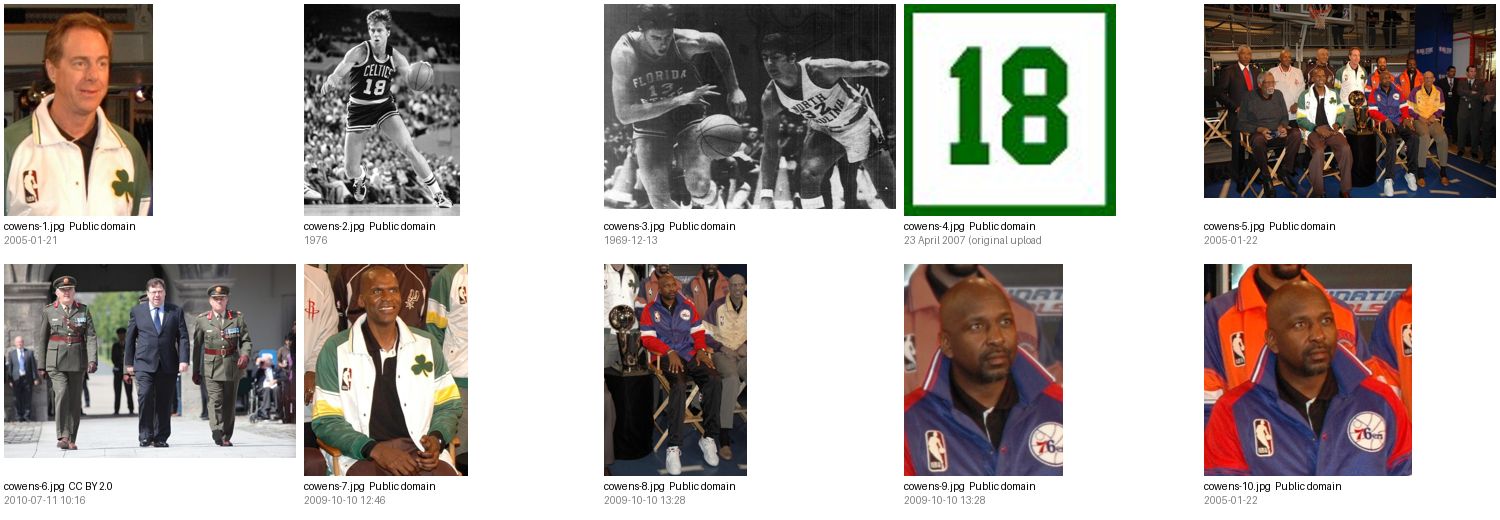 CELTICS
18
FLORIDA
13
NORTH
18
cowens-1.jpg Public domain
2005-01-21
cowens-2.jpg Public domain
1976
cowens-3.jpg Public domain
1969-12-13
cowens-4.jpg Public domain
23 April 2007 (original upload
cowens-5.jpg Public domain
2005-01-22
76ers
76ers
cowens-6.jpg CC BY 2.0
2010-07-11 10:16
cowens-7.jpg Public domain
2009-10-10 12:46
cowens-8.jpg Public domain
2009-10-10 13:28
cowens-9.jpg Public domain
2009-10-10 13:28
cowens-10.jpg Public domain
2005-01-22